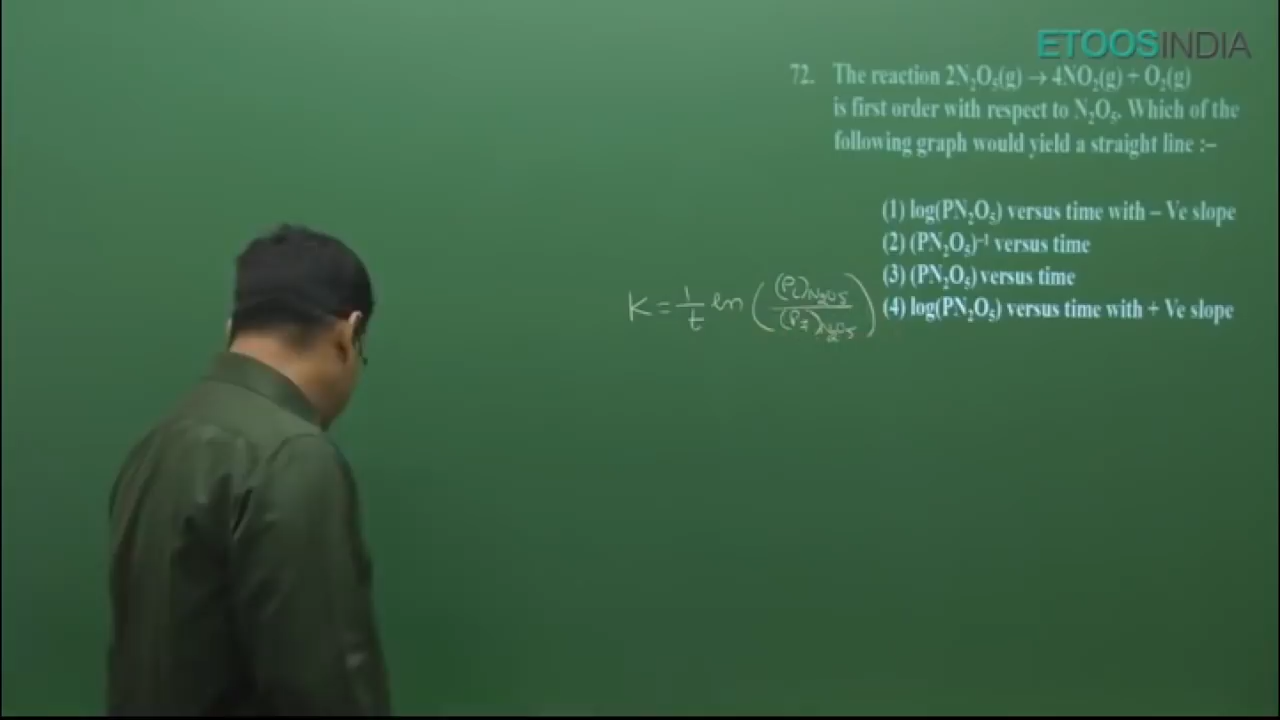 ETOOSINDIA
72. The reaction 2N₂O₅(g) → 4NO₂(g) + O₂(g)
is first order with respect to N₂O₅. Which of the
following graph would yield a straight line :–
(1) log(PN₂O₅) versus time with – Ve slope
(2) (PN₂O₅)⁻¹ versus time
(3) (PN₂O₅) versus time
(4) log(PN₂O₅) versus time with + Ve slope
K = 1/t ln ( (Pᵢ)N₂O₅ / (P)N₂O₅ )